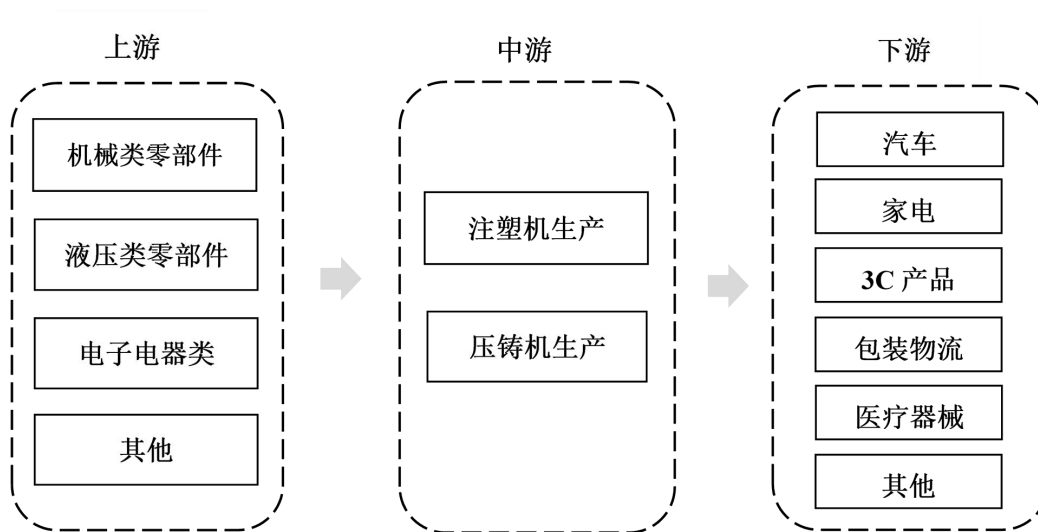 上游
机械类零部件
液压类零部件
电子电器类
其他
中游
注塑机生产
压铸机生产
下游
汽车
家电
3C 产品
包装物流
医疗器械
其他